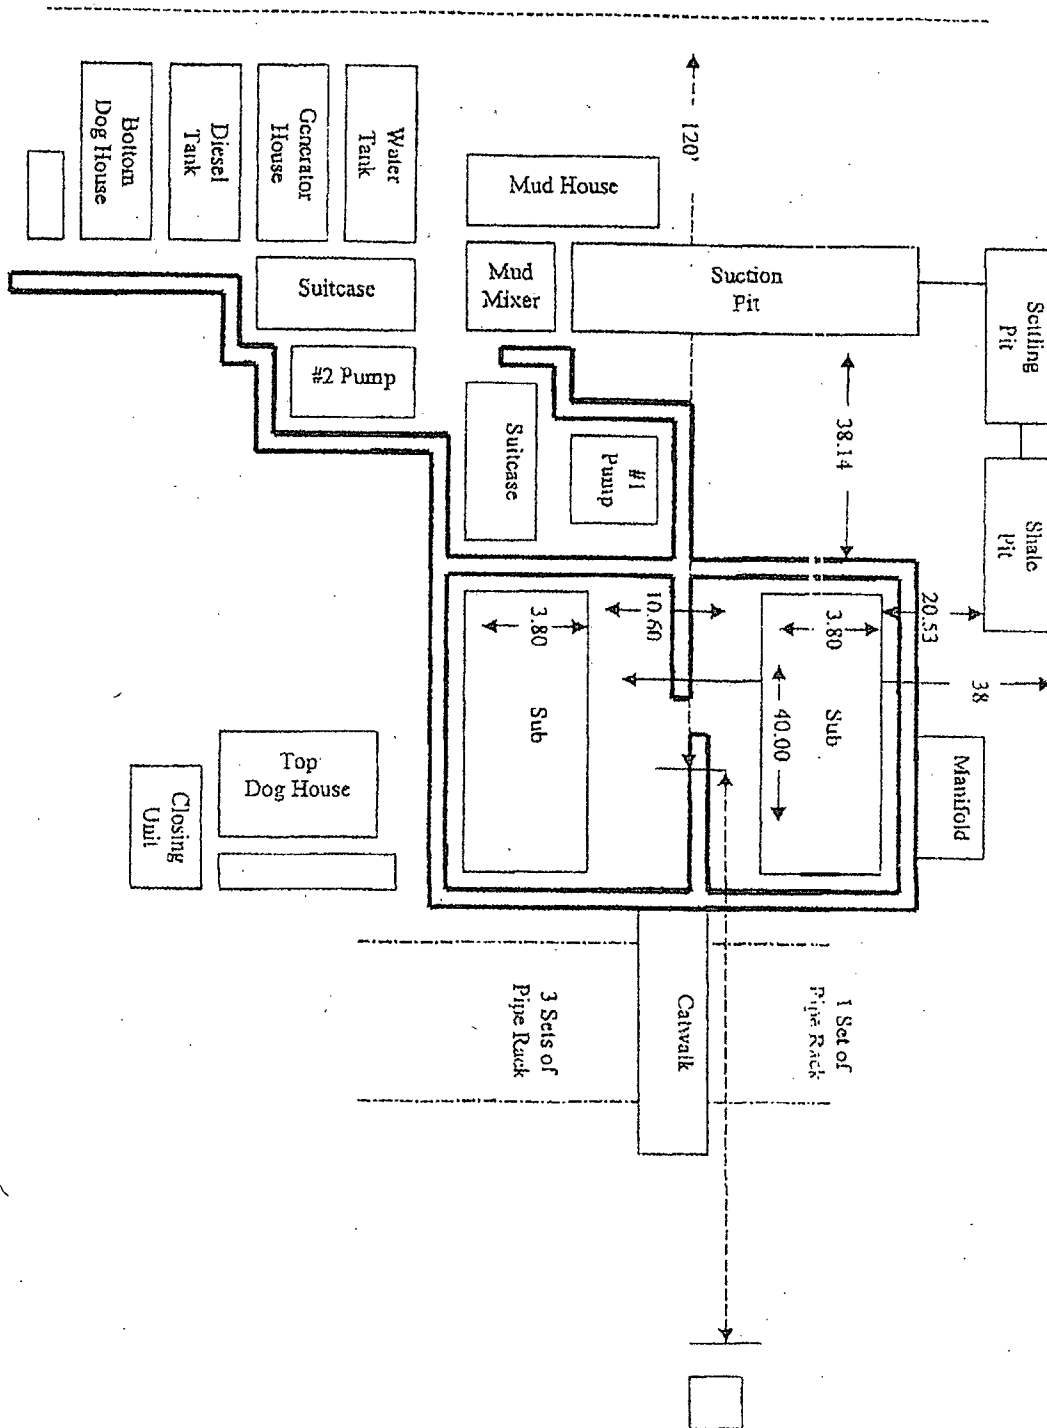 120'
Water
Tank
Generator
House
Diesel
Tank
Bottom
Dog House
Mud House
Suitcase
Mud
Mixer
Suction
Pit
Settling
Pit
#2 Pump
Suitcase
#1
Pump
38.14
Shale
Pit
3.80
10.60
3.80
20.53
38
Sub
40.00
Sub
Manifold
Top
Dog House
Closing
Unit
3 Sets of
Pipe Rack
Catwalk
1 Set of
Pipe Rack